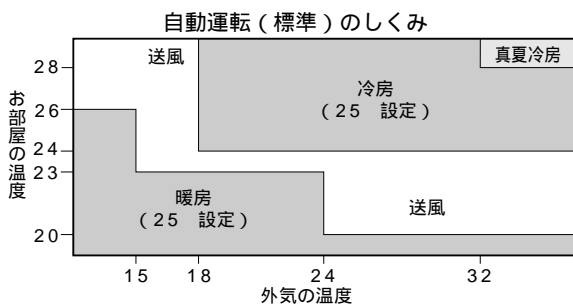 自動運転(標準)のしくみ
送風
真夏冷房
冷房
(25 設定)
28
26
24
23
20
お部屋の温度
暖房
(25 設定)
送風
15 18 24 32
外気の温度